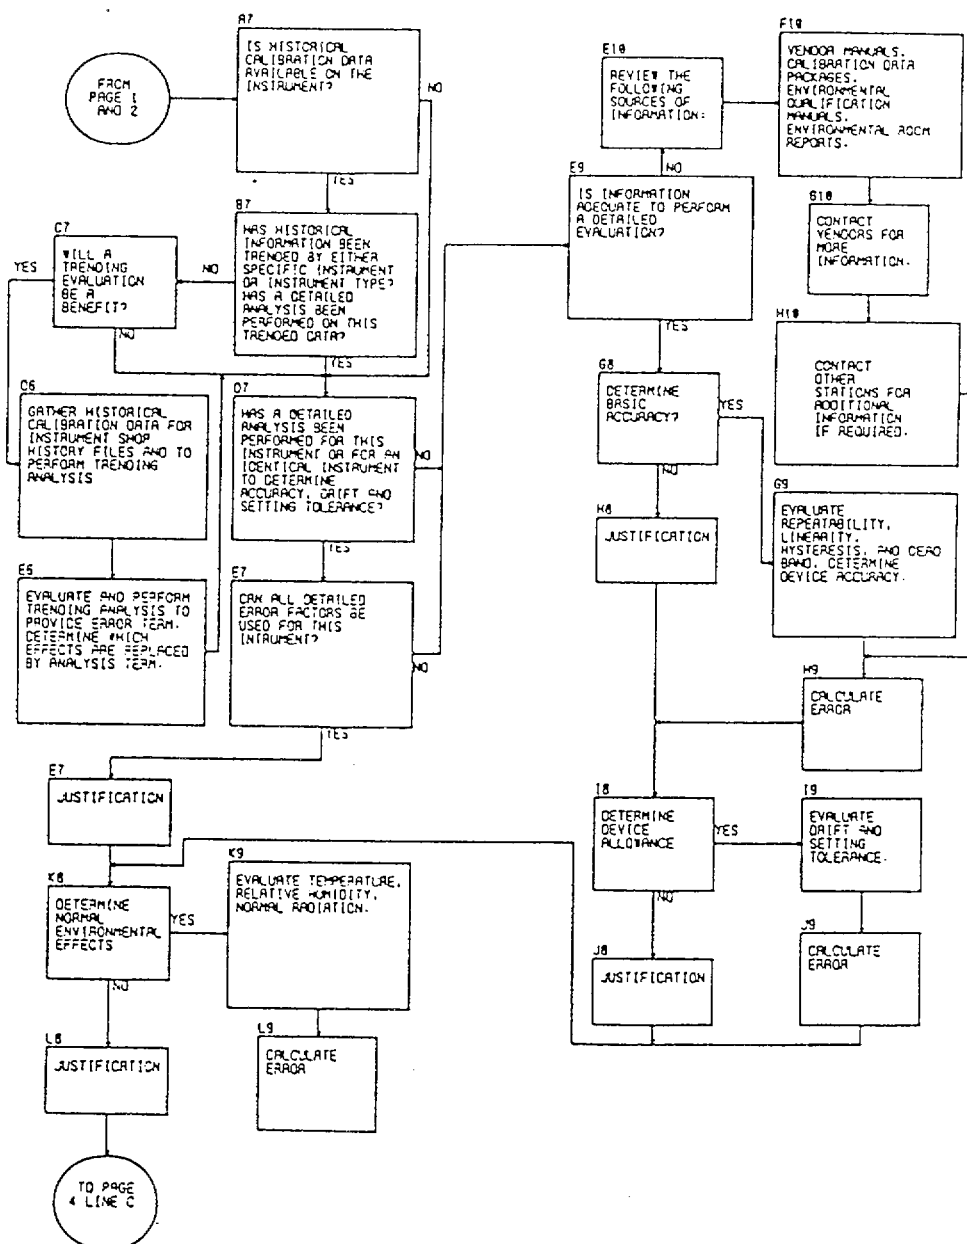 A7
IS HISTORICAL
CALIBRATION DATA
AVAILABLE ON THE
INSTRUMENT?
FROM
PAGE 1
AND 2
NO
YES
B7
HAS HISTORICAL
INFORMATION BEEN
TRENDED BY EITHER
SPECIFIC INSTRUMENT
OR INSTRUMENT TYPE?
HAS A DETAILED
ANALYSIS BEEN
PERFORMED ON THIS
TRENDED DATA?
NO
YES
C7
WILL A
TRENDING
EVALUATION
BE A
BENEFIT?
YES
NO
C6
GATHER HISTORICAL
CALIBRATION DATA FOR
INSTRUMENT SHOP
HISTORY FILES AND TO
PERFORM TRENDING
ANALYSIS
D7
HAS A DETAILED
ANALYSIS BEEN
PERFORMED FOR THIS
INSTRUMENT OR FOR AN
IDENTICAL INSTRUMENT
TO DETERMINE
ACCURACY, DRIFT AND
SETTING TOLERANCE?
NO
YES
E6
EVALUATE AND PERFORM
TRENDING ANALYSIS TO
PROVIDE ERROR TERM.
DETERMINE WHICH
EFFECTS ARE REPLACED
BY ANALYSIS TERM.
E7
CAN ALL DETAILED
ERROR FACTORS BE
USED FOR THIS
INTRUMENT?
NO
YES
E7
JUSTIFICATION
K8
DETERMINE
NORMAL
ENVIRONMENTAL
EFFECTS
YES
NO
K9
EVALUATE TEMPERATURE,
RELATIVE HUMIDITY,
NORMAL RADIATION.
L8
JUSTIFICATION
L9
CALCULATE
ERROR
TO PAGE
4 LINE C
E10
REVIEW THE
FOLLOWING
SOURCES OF
INFORMATION:
F10
VENDOR MANUALS.
CALIBRATION DATA
PACKAGES.
ENVIRONMENTAL
QUALIFICATION
MANUALS.
ENVIRONMENTAL ROOM
REPORTS.
NO
E9
IS INFORMATION
ADEQUATE TO PERFORM
A DETAILED
EVALUATION?
YES
G10
CONTACT
VENDORS FOR
MORE
INFORMATION.
H10
CONTACT
OTHER
STATIONS FOR
ADDITIONAL
INFORMATION
IF REQUIRED.
G8
DETERMINE
BASIC
ACCURACY?
YES
NO
G9
EVALUATE
REPEATABILITY,
LINEARITY,
HYSTERESIS, AND DEAD
BAND, DETERMINE
DEVICE ACCURACY.
H8
JUSTIFICATION
H9
CALCULATE
ERROR
I8
DETERMINE
DEVICE
ALLOWANCE
YES
NO
I9
EVALUATE
DRIFT AND
SETTING
TOLERANCE.
J8
JUSTIFICATION
J9
CALCULATE
ERROR